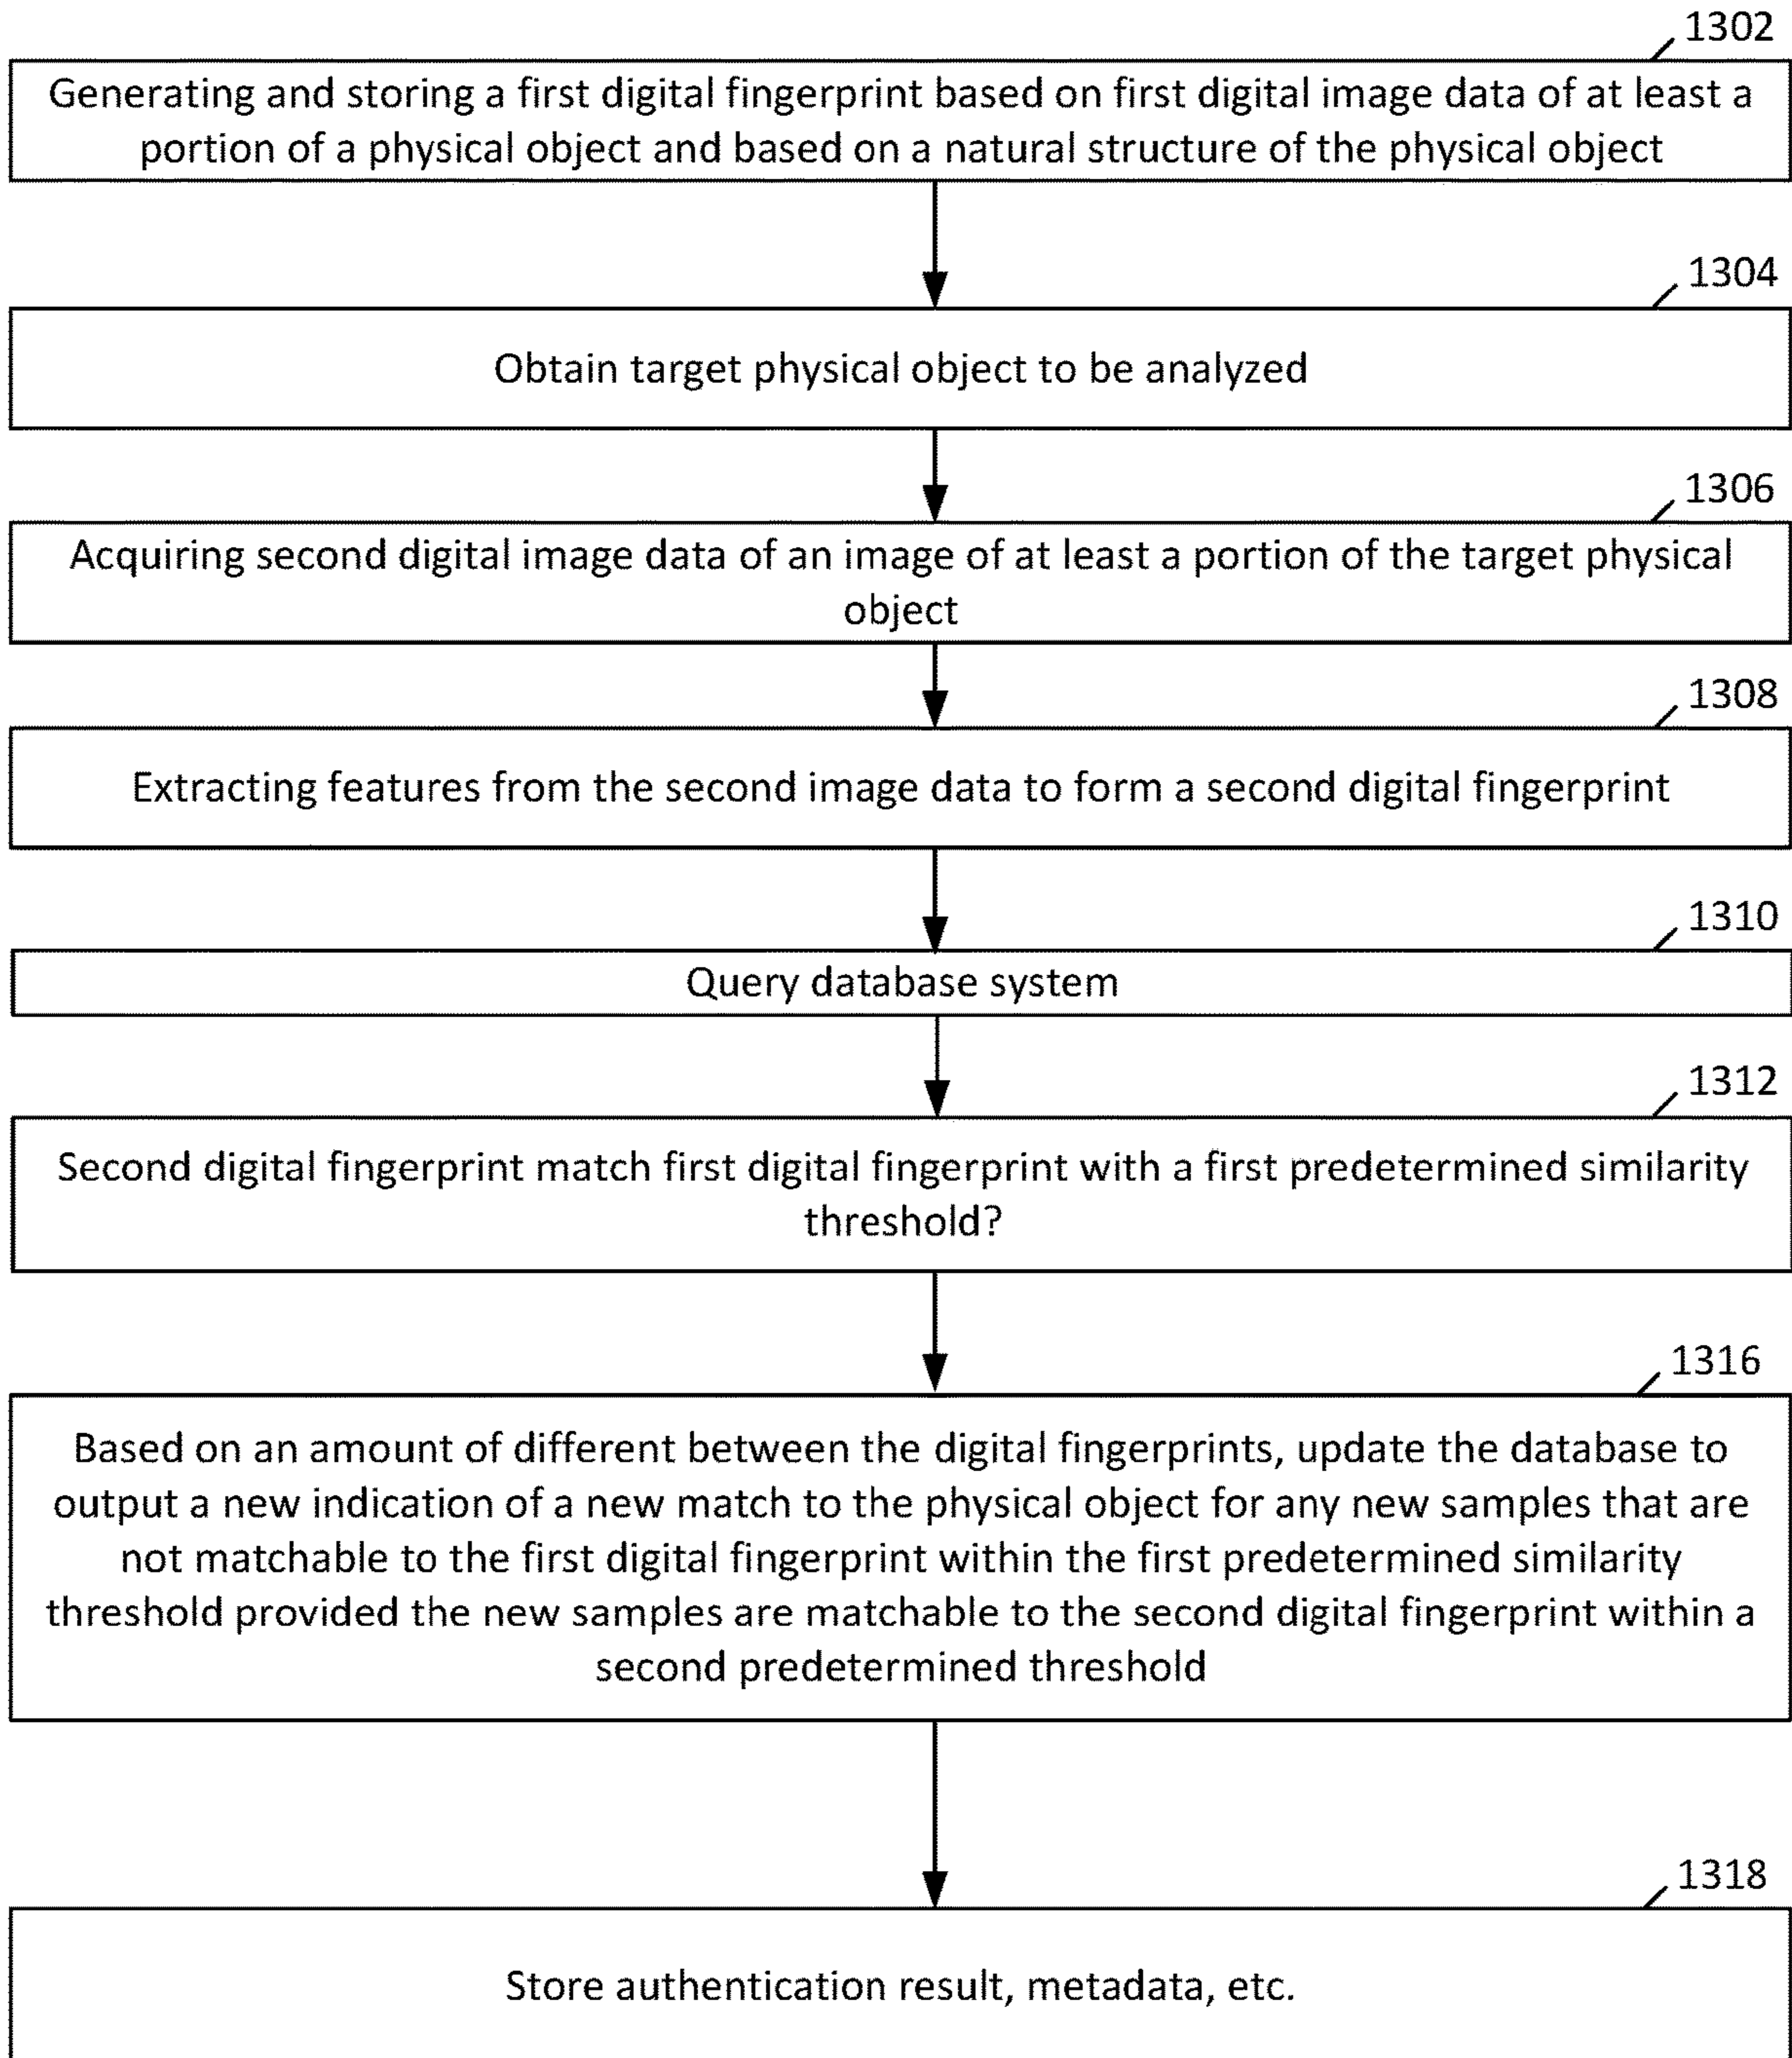 1302
Generating and storing a first digital fingerprint based on first digital image data of at least a
portion of a physical object and based on a natural structure of the physical object
1304
Obtain target physical object to be analyzed
1306
Acquiring second digital image data of an image of at least a portion of the target physical
object
1308
Extracting features from the second image data to form a second digital fingerprint
1310
Query database system
1312
Second digital fingerprint match first digital fingerprint with a first predetermined similarity
threshold?
1316
Based on an amount of different between the digital fingerprints, update the database to
output a new indication of a new match to the physical object for any new samples that are
not matchable to the first digital fingerprint within the first predetermined similarity
threshold provided the new samples are matchable to the second digital fingerprint within a
second predetermined threshold
1318
Store authentication result, metadata, etc.